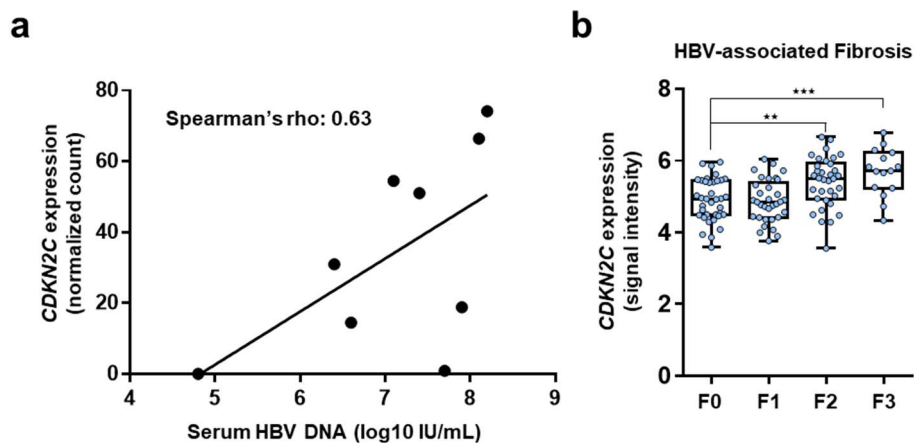 a
Spearman's rho: 0.63
CDKN2C expression
(normalized count)
80
60
40
20
0
4
5
6
7
8
9
Serum HBV DNA (log10 IU/mL)
b
HBV-associated Fibrosis
CDKN2C expression
(signal intensity)
8
6
4
2
0
★★★
★★
F0
F1
F2
F3